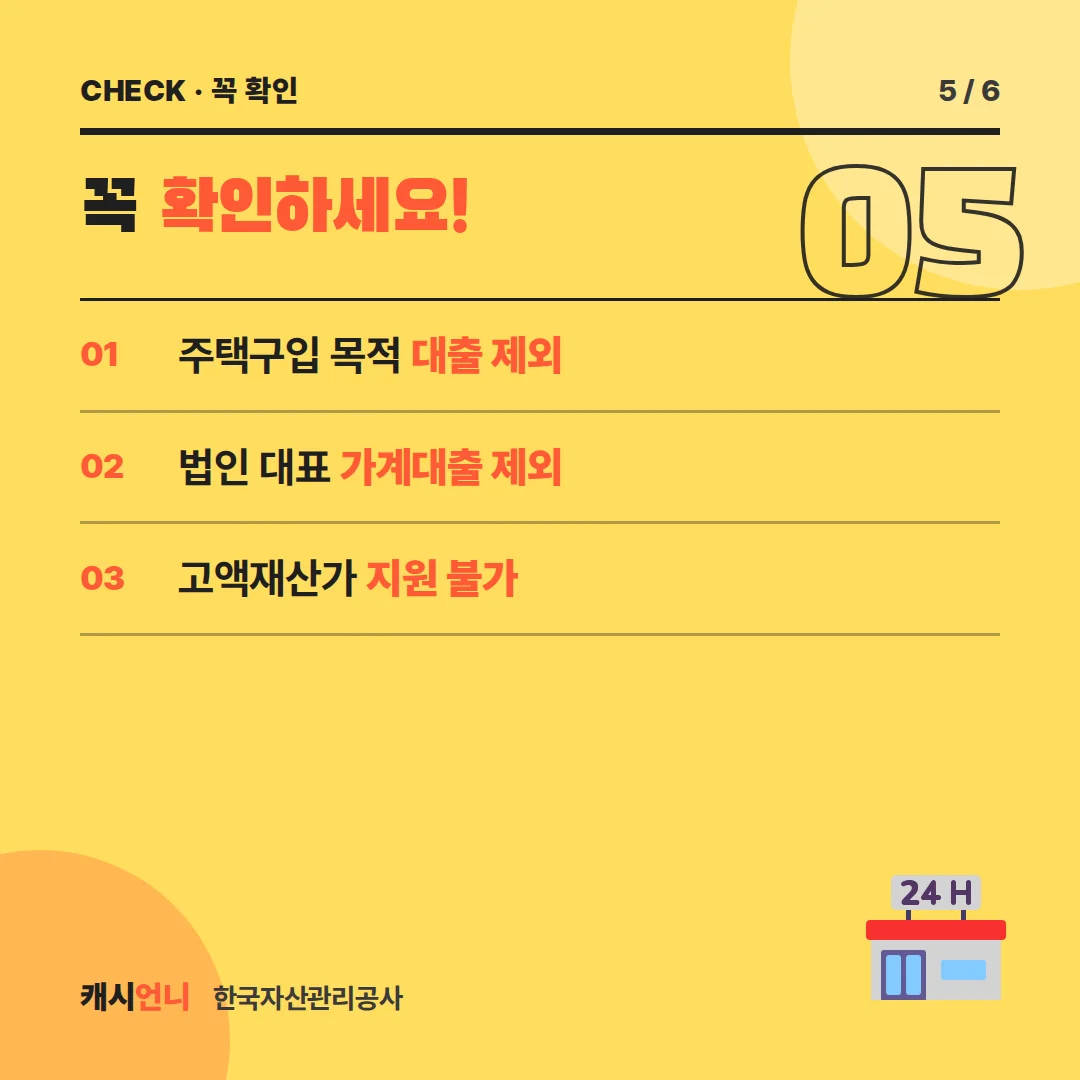 CHECK · 꼭 확인
5 / 6
꼭 확인하세요!
05
01 주택구입 목적 대출 제외
02 법인 대표 가계대출 제외
03 고액재산가 지원 불가
24 H
캐시언니 한국자산관리공사